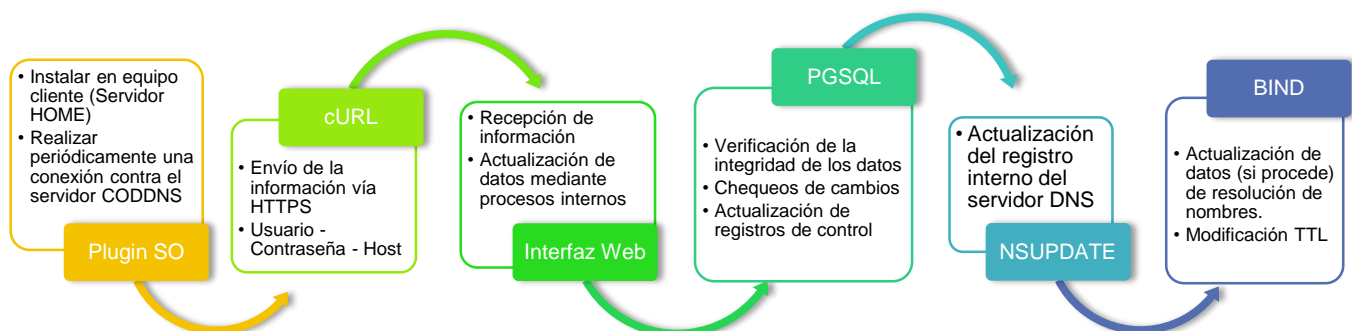 • Instalar en equipo
cliente (Servidor
HOME)
• Realizar
periódicamente una
conexión contra el
servidor CODDNS
Plugin SO
cURL
• Envío de la
información vía
HTTPS
• Usuario -
Contraseña - Host
• Recepción de
información
• Actualización de
datos mediante
procesos internos
Interfaz Web
PGSQL
• Verificación de la
integridad de los datos
• Chequeos de cambios
• Actualización de
registros de control
• Actualización
del registro
interno del
servidor DNS
NSUPDATE
BIND
• Actualización de
datos (si procede)
de resolución de
nombres.
• Modificación TTL